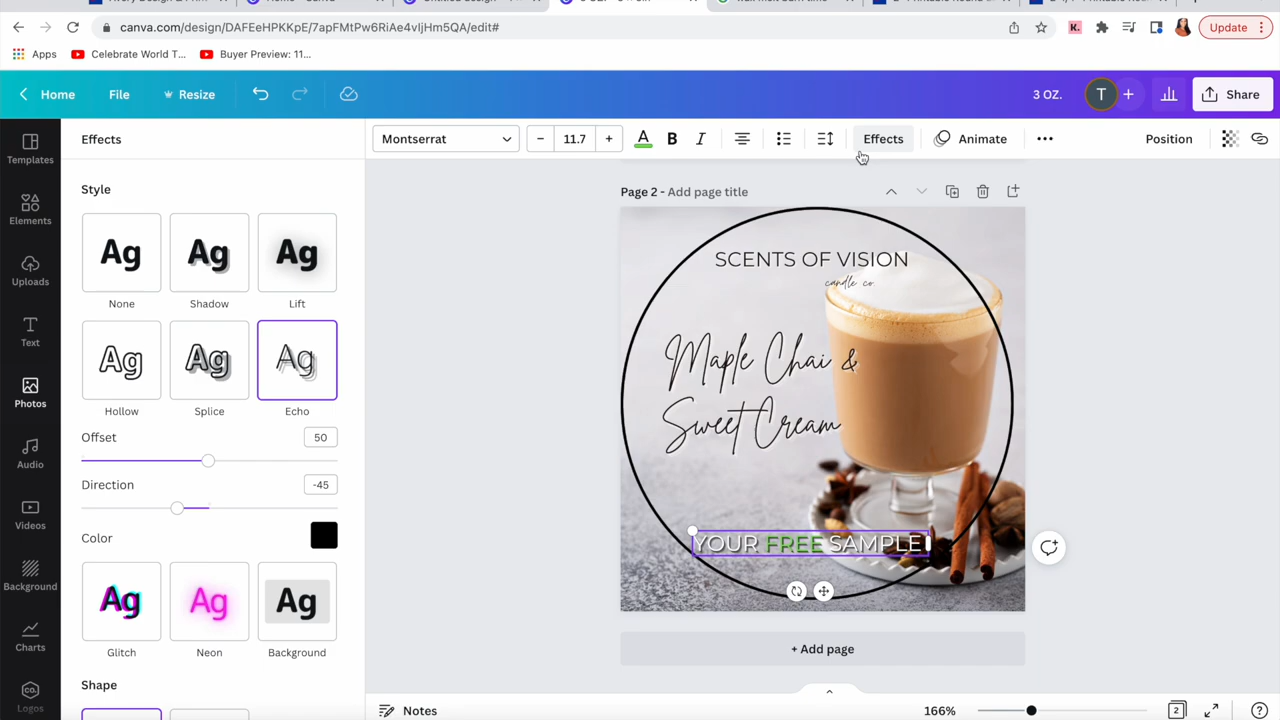 canva.com/design/DAFEeHPKKpE/7apFMtPw6RiAe4vIjHm5QA/edit#
Update
Apps
Celebrate World T...
Buyer Preview: 11...
Home
File
Resize
3 OZ.
T
Share
Effects
Montserrat
11.7
A
B
I
Effects
Animate
Position
Templates
Elements
Uploads
Text
Photos
Audio
Videos
Background
Charts
Logos
Style
Ag
Ag
Ag
None
Shadow
Lift
Ag
Ag
Ag
Hollow
Splice
Echo
Offset
50
Direction
-45
Color
Ag
Ag
Ag
Glitch
Neon
Background
Shape
Page 2 - Add page title
SCENTS OF VISION
candle co.
Maple Chai &
Sweet Cream
YOUR FREE SAMPLE
+ Add page
Notes
166%
2